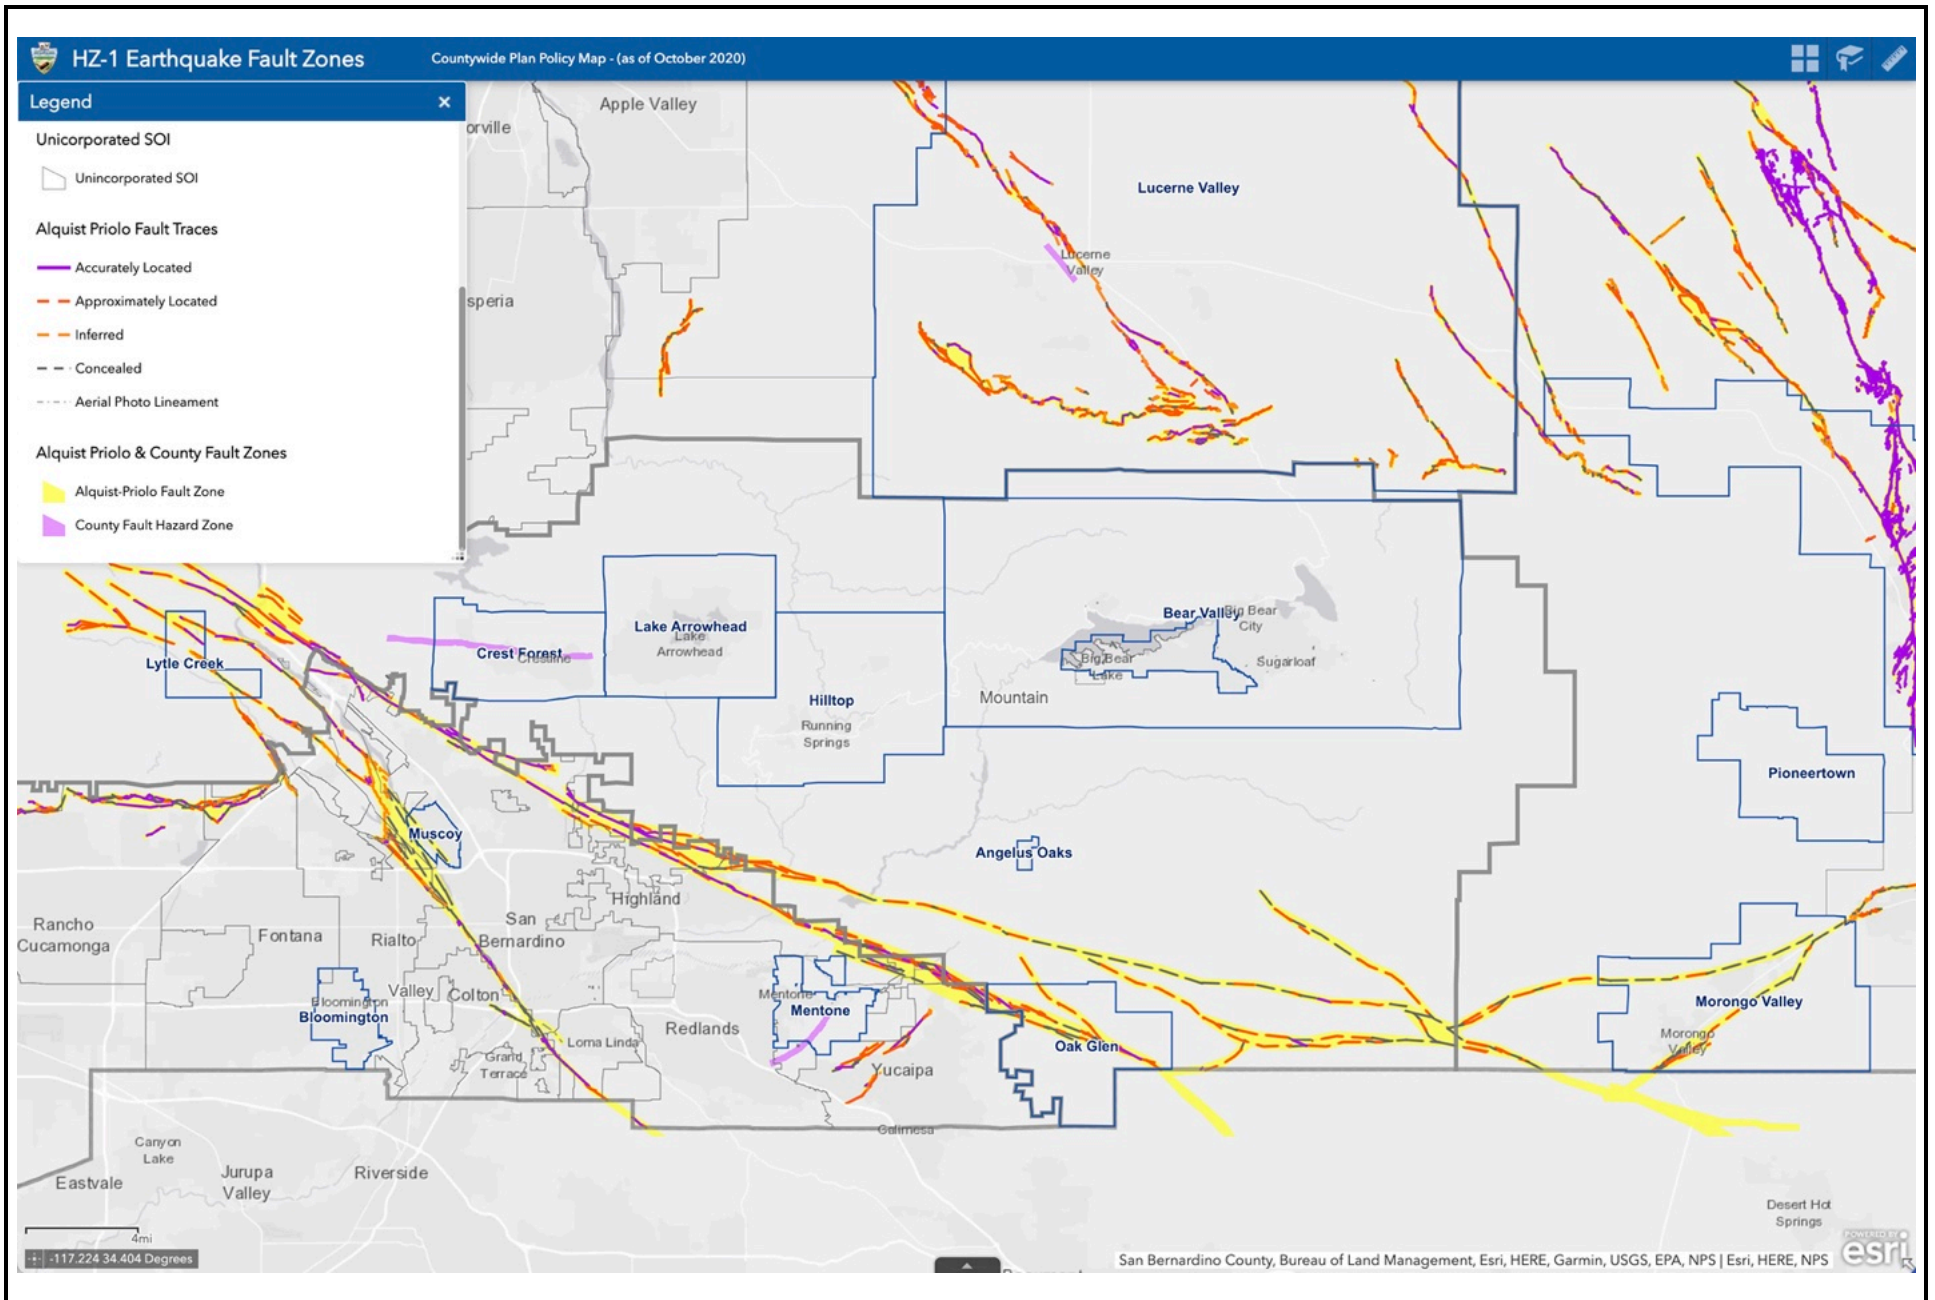 HZ-1 Earthquake Fault Zones
Countywide Plan Policy Map - (as of October 2020)
Legend
Unicorporated SOI
Unincorporated SOI
Alquist Priolo Fault Traces
Accurately Located
Approximately Located
Inferred
Concealed
Aerial Photo Lineament
Alquist Priolo & County Fault Zones
Alquist-Priolo Fault Zone
County Fault Hazard Zone
Apple Valley
orville
Lucerne Valley
Lucerne
Valley
speria
Lake Arrowhead
Lake
Arrowhead
Crest Forest
Crestline
Lytle Creek
Bear Valley
Big Bear
City
Big Bear
Lake
Sugarloaf
Mountain
Hilltop
Running
Springs
Pioneertown
Muscoy
Angelus Oaks
Highland
Rancho
Cucamonga
Fontana
Rialto
San
Bernardino
Valley
Colton
Bloomington
Bloomington
Mentone
Mentone
Redlands
Loma Linda
Grand
Terrace
Yucaipa
Oak Glen
Morongo Valley
Morongo
Valley
Calimesa
Canyon
Lake
Eastvale
Jurupa
Valley
Riverside
Desert Hot
Springs
4mi
-117.224 34.404 Degrees
San Bernardino County, Bureau of Land Management, Esri, HERE, Garmin, USGS, EPA, NPS | Esri, HERE, NPS
POWERED BY
esri